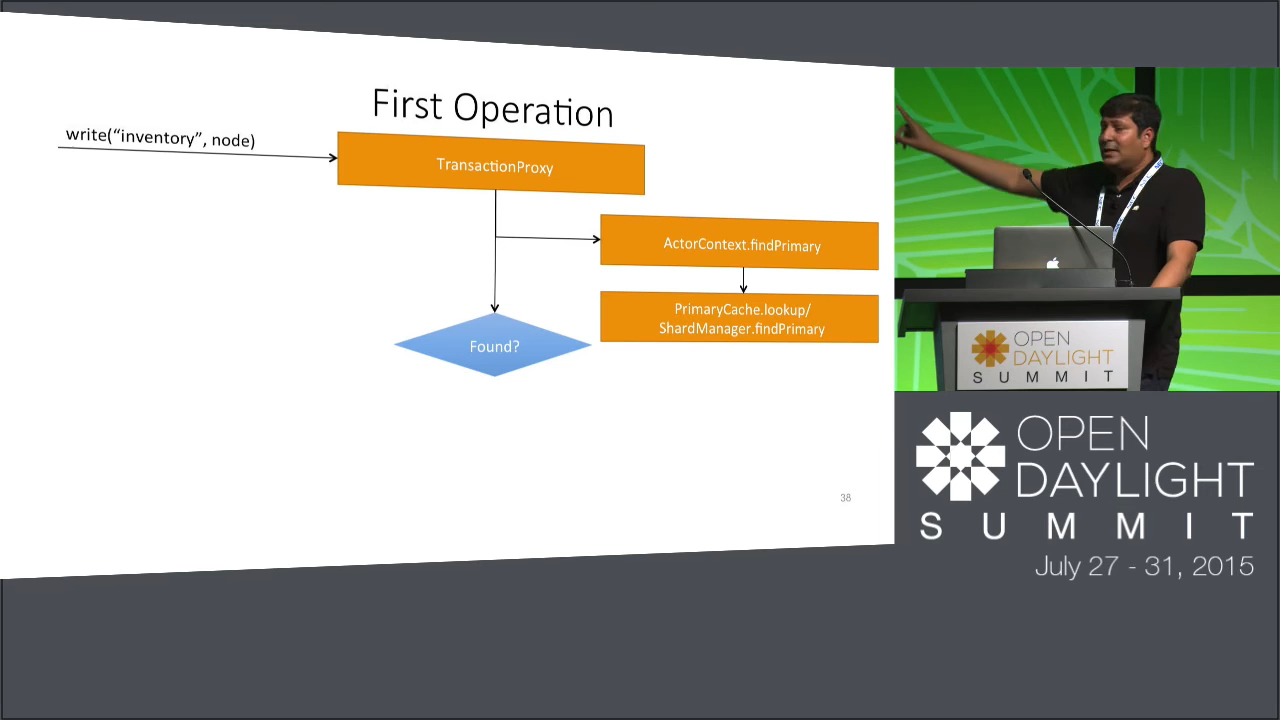 First Operation
write("inventory", node)
TransactionProxy
ActorContext.findPrimary
PrimaryCache.lookup/
ShardManager.findPrimary
Found?
38
OPEN
DAYLIGHT
SUMMIT
OPEN
DAYLIGHT
SUMMIT
July 27 - 31, 2015